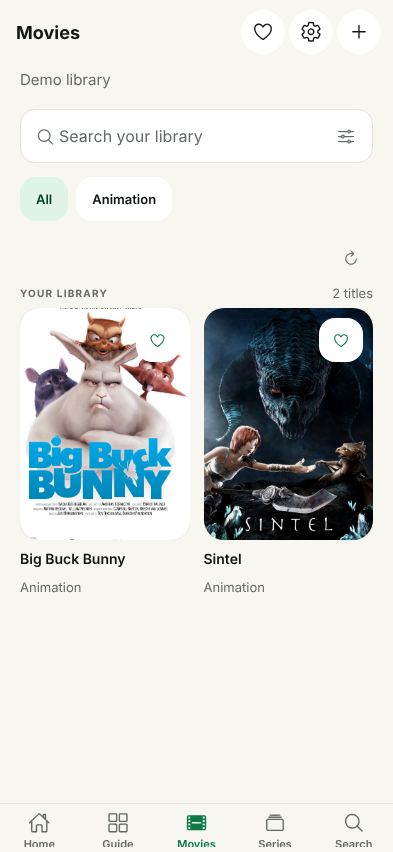 Movies
Demo library
Search your library
All
Animation
YOUR LIBRARY
2 titles
Big Buck
BUNNY
SINTEL
Big Buck Bunny
Sintel
Animation
Animation
Home
Guide
Movies
Series
Search